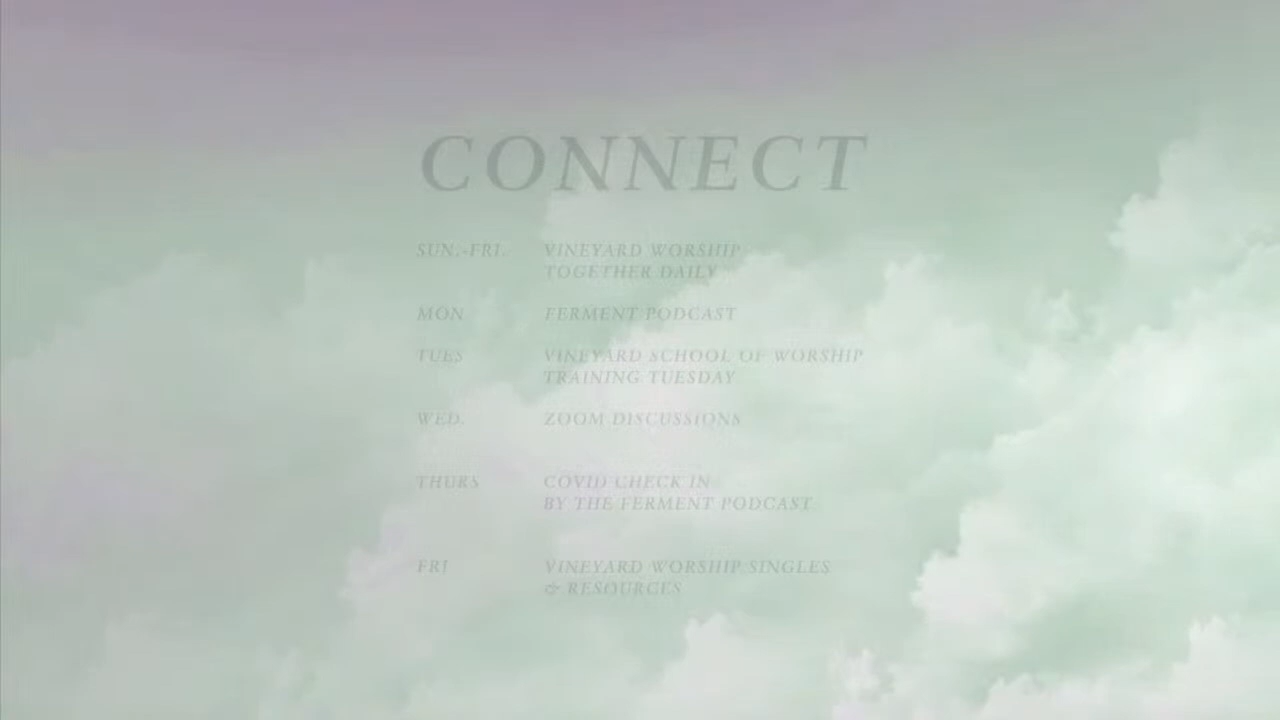 CONNECT
SUN.-FRI. VINEYARD WORSHIP
TOGETHER DAILY
MON FERMENT PODCAST
TUES VINEYARD SCHOOL OF WORSHIP
TRAINING TUESDAY
WED. ZOOM DISCUSSIONS
THURS COVID CHECK IN
BY THE FERMENT PODCAST
FRI VINEYARD WORSHIP SINGLES
& RESOURCES